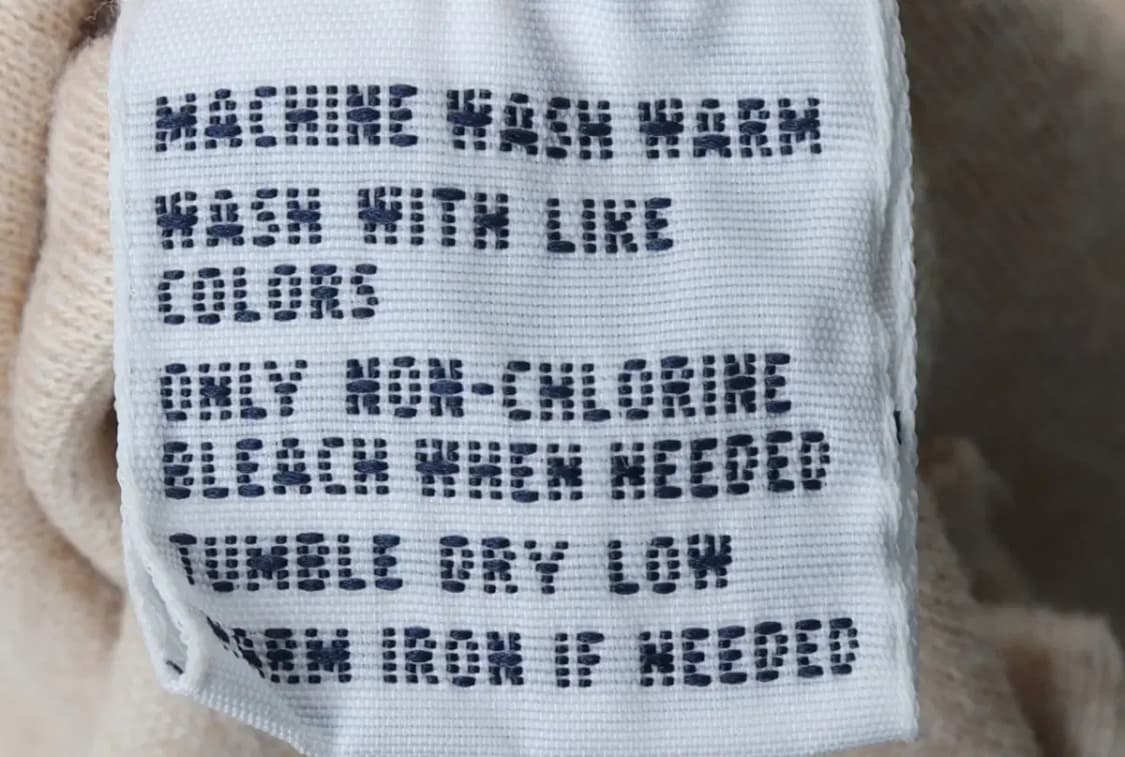 MACHINE WASH WARM
WASH WITH LIKE
COLORS
ONLY NON-CHLORINE
BLEACH WHEN NEEDED
TUMBLE DRY LOW
WARM IRON IF NEEDED